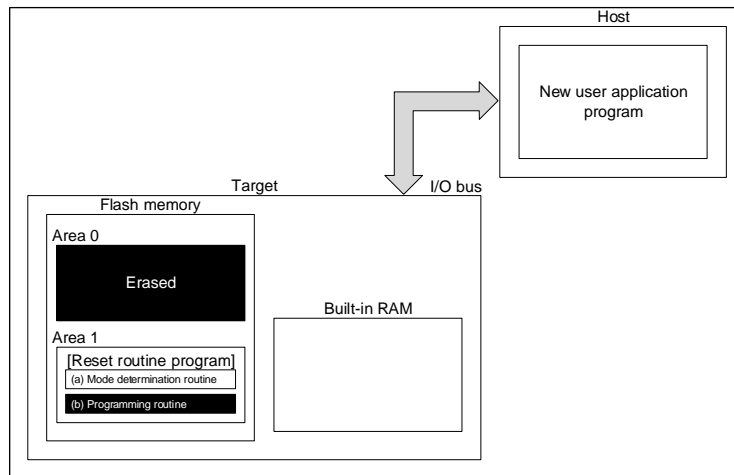 Host
New user application
program
Target
I/O bus
Flash memory
Area 0
Erased
Built-in RAM
Area 1
[Reset routine program]
(a) Mode determination routine
(b) Programming routine